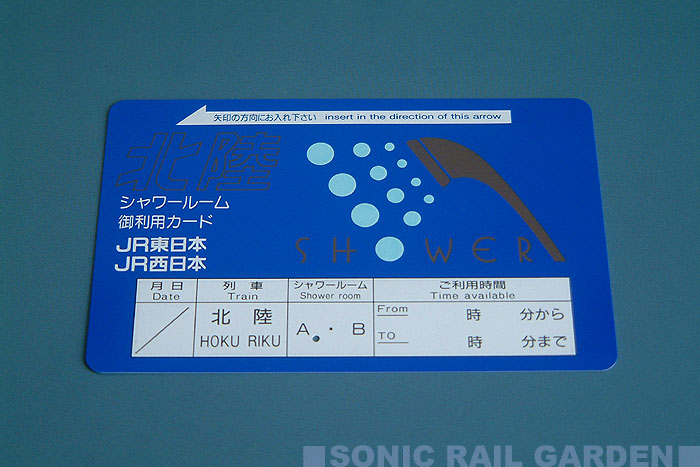 矢印の方向にお入れ下さい insert in the direction of this arrow
北陸
シャワールーム
御利用カード
JR東日本
JR西日本
SHOWER
月日 列車 シャワールーム ご利用時間
Date Train Shower room Time available
北陸 A・B From 時 分から
HOKU RIKU TO 時 分まで
SONIC RAIL GARDEN